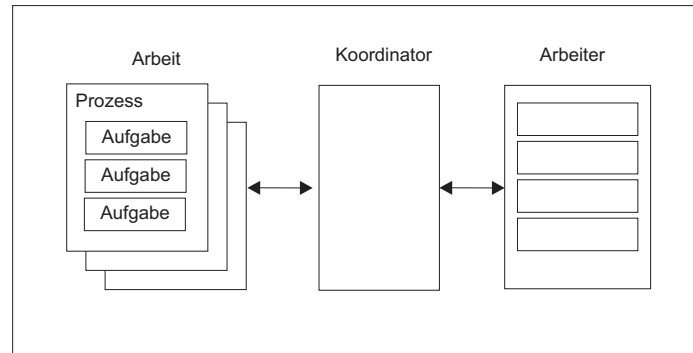 Arbeit
Koordinator
Arbeiter
Prozess
Aufgabe
Aufgabe
Aufgabe